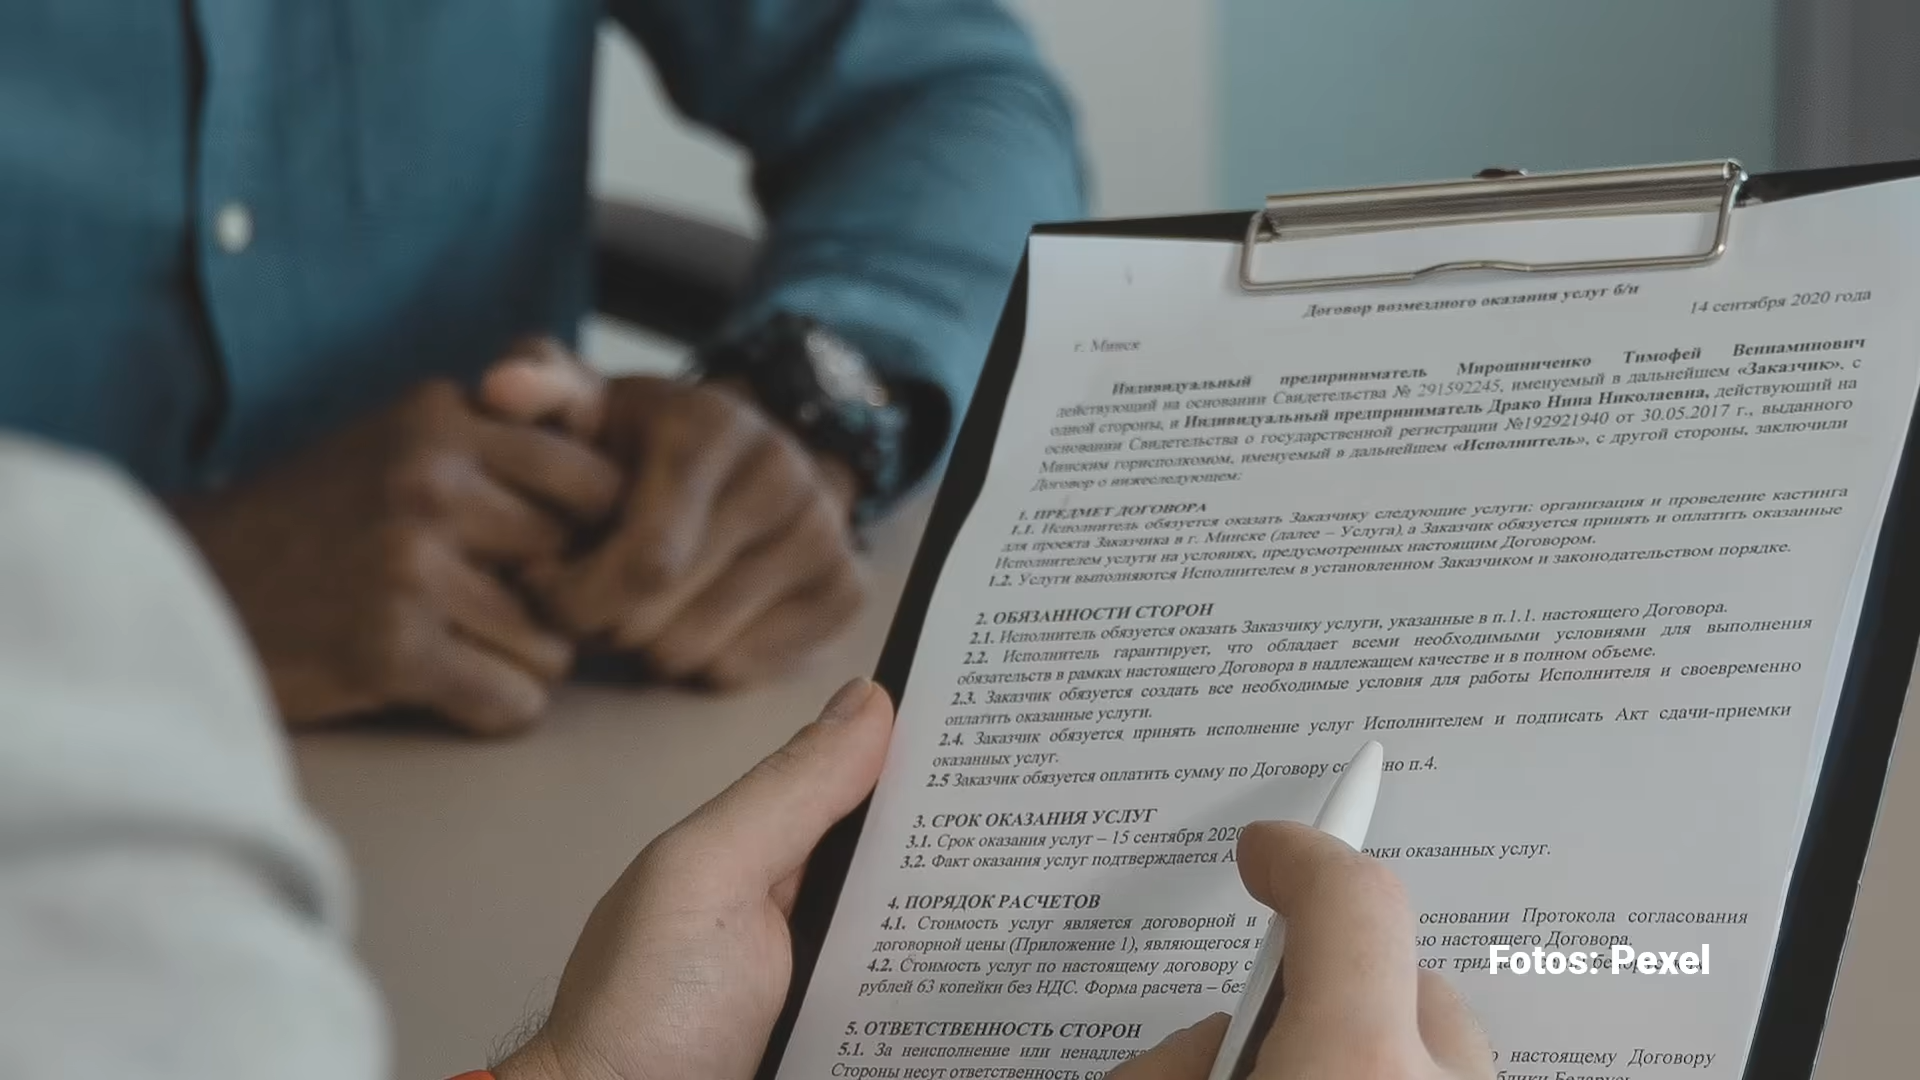 Договор возмездного оказания услуг б/н
14 сентября 2020 года
г. Минск
Индивидуальный предприниматель Мирошниченко Тимофей Вениаминович
действующий на основании Свидетельства № 291592245, именуемый в дальнейшем «Заказчик», с
одной стороны, и Индивидуальный предприниматель Драко Нина Николаевна, действующий на
основании Свидетельства о государственной регистрации №192921940 от 30.05.2017 г., выданного
Минским горисполкомом, именуемый в дальнейшем «Исполнитель», с другой стороны, заключили
Договор о нижеследующем:
1. ПРЕДМЕТ ДОГОВОРА
1.1. Исполнитель обязуется оказать Заказчику следующие услуги: организация и проведение кастинга
для проекта Заказчика в г. Минске (далее – Услуга), а Заказчик обязуется принять и оплатить оказанные
Исполнителем услуги на условиях, предусмотренных настоящим Договором.
1.2. Услуги выполняются Исполнителем в установленном Заказчиком и законодательством порядке.
2. ОБЯЗАННОСТИ СТОРОН
2.1. Исполнитель обязуется оказать Заказчику услуги, указанные в п.1.1. настоящего Договора.
2.2. Исполнитель гарантирует, что обладает всеми необходимыми условиями для выполнения
обязательств в рамках настоящего Договора в надлежащем качестве и в полном объеме.
2.3. Заказчик обязуется создать все необходимые условия для работы Исполнителя и своевременно
оплатить оказанные услуги.
2.4. Заказчик обязуется принять исполнение услуг Исполнителем и подписать Акт сдачи-приемки
оказанных услуг.
2.5 Заказчик обязуется оплатить сумму по Договору п.4.
3. СРОК ОКАЗАНИЯ УСЛУГ
3.1. Срок оказания услуг – 15 сентября 2020
3.2. Факт оказания услуг подтверждается оказанных услуг.
4. ПОРЯДОК РАСЧЕТОВ
4.1. Стоимость услуг является договорной и основании Протокола согласования
договорной цены (Приложение 1), являющегося настоящего Договора.
4.2. Стоимость услуг по настоящему договору
рублей 63 копейки без НДС. Форма расчета –
Fotos: Pexel
5. ОТВЕТСТВЕННОСТЬ СТОРОН
5.1. За неисполнение или настоящему Договору
Стороны несут ответственность